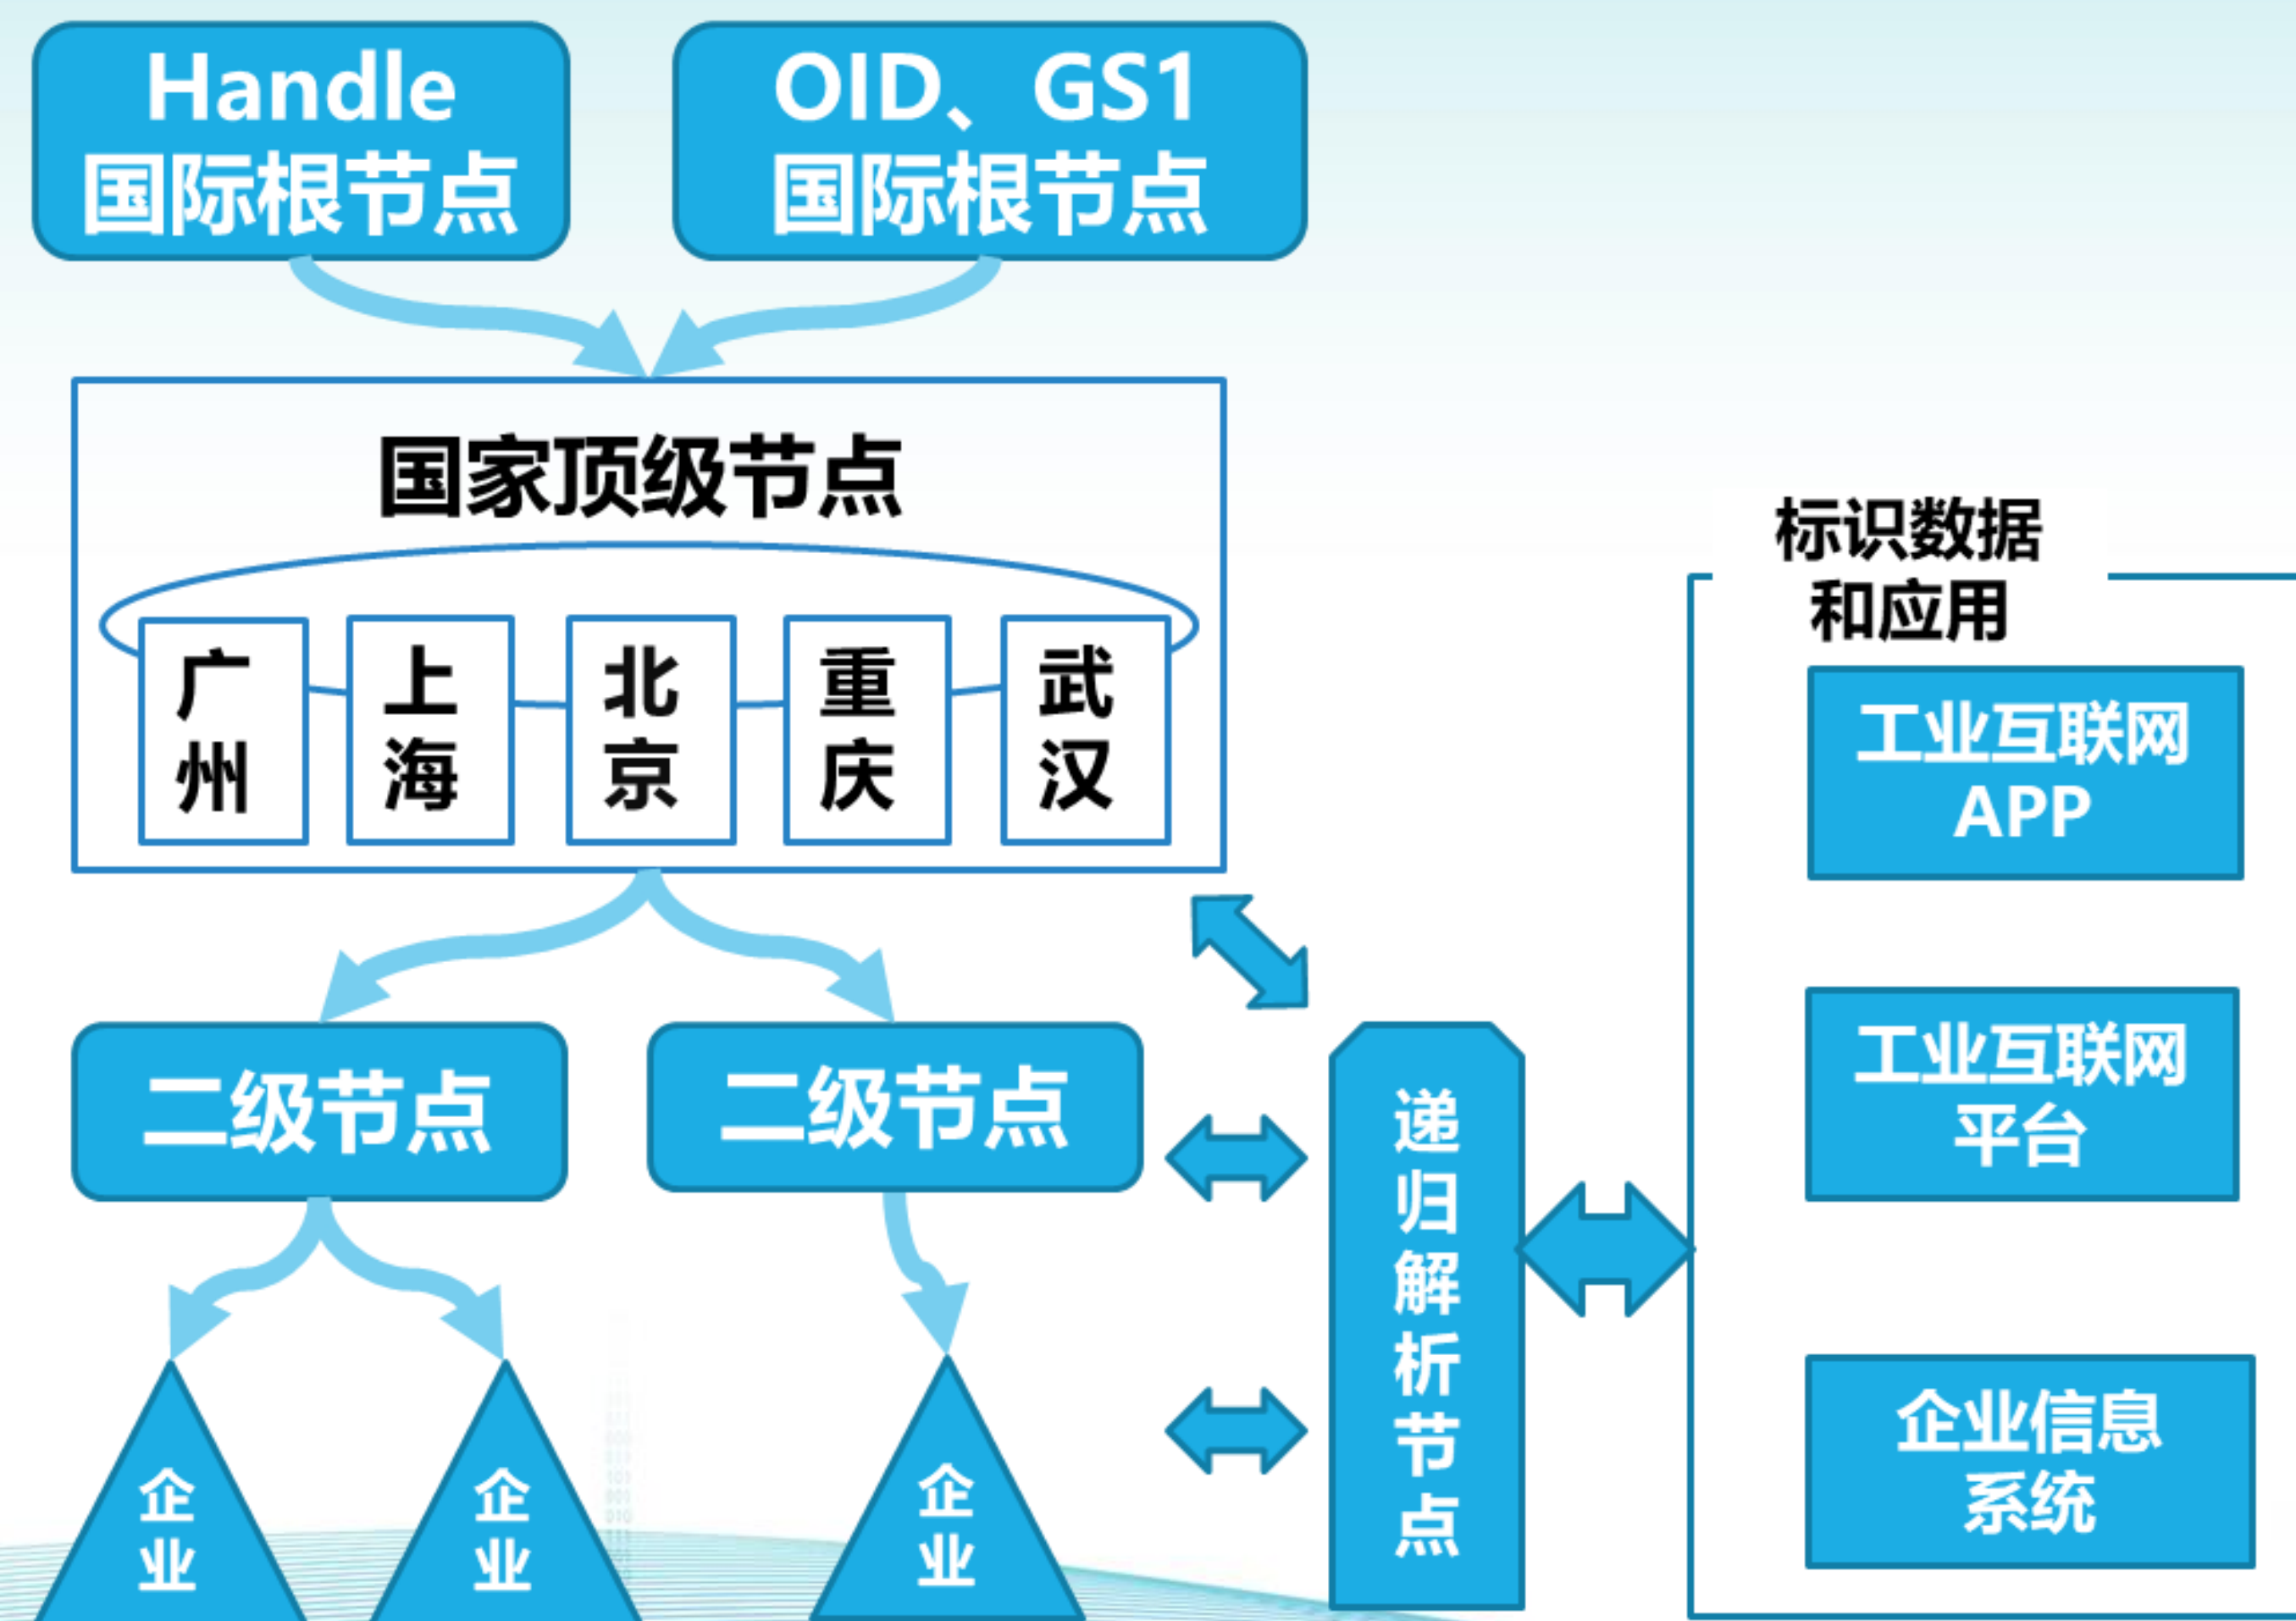 Handle
国际根节点
OID、GS1
国际根节点
国家顶级节点
广州
上海
北京
重庆
武汉
二级节点
二级节点
企业
企业
企业
递归解析节点
标识数据
和应用
工业互联网
APP
工业互联网
平台
企业信息
系统